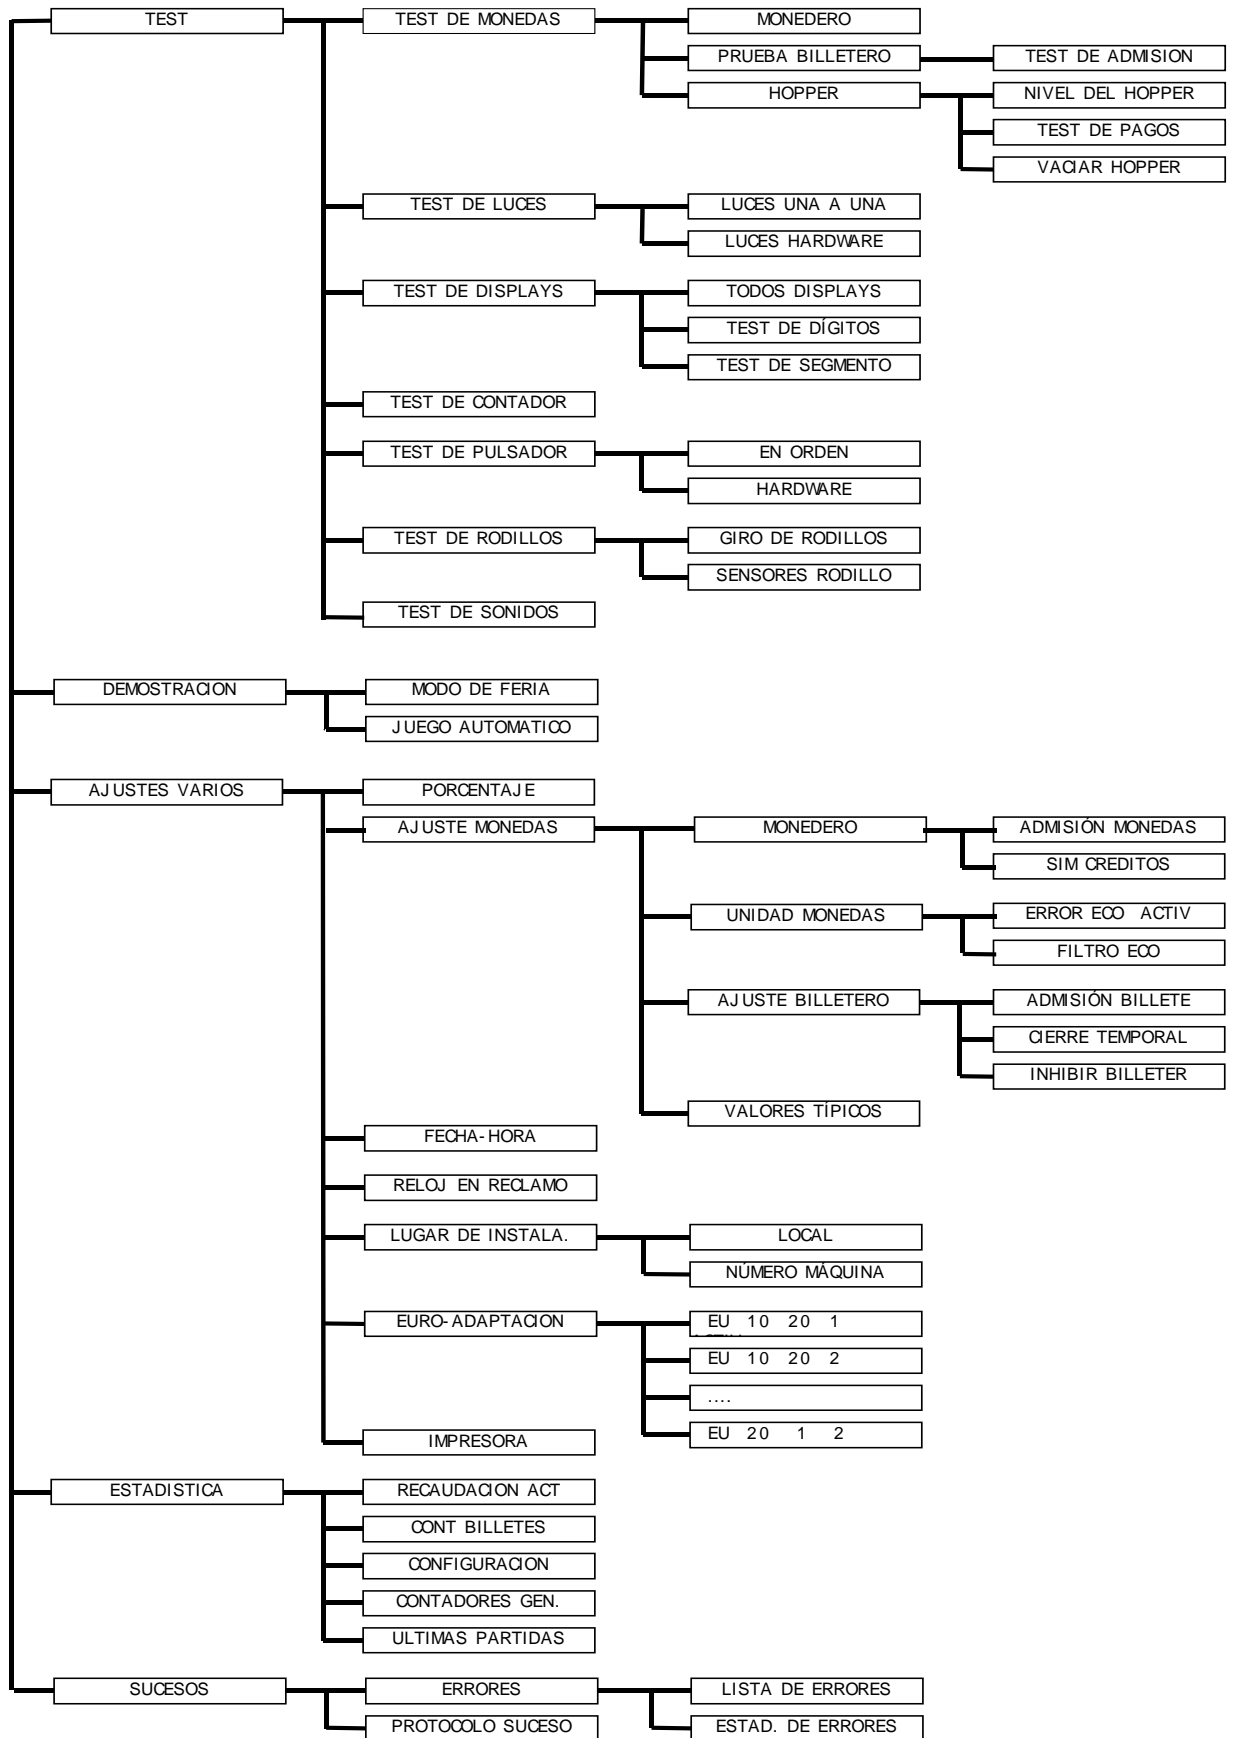 TEST
TEST DE MONEDAS
MONEDERO
PRUEBA BILLETERO
TEST DE ADMISION
HOPPER
NIVEL DEL HOPPER
TEST DE PAGOS
VACIAR HOPPER
TEST DE LUCES
LUCES UNA A UNA
LUCES HARDWARE
TEST DE DISPLAYS
TODOS DISPLAYS
TEST DE DÍGITOS
TEST DE SEGMENTO
TEST DE CONTADOR
TEST DE PULSADOR
EN ORDEN
HARDWARE
TEST DE RODILLOS
GIRO DE RODILLOS
SENSORES RODILLO
TEST DE SONIDOS
DEMOSTRACION
MODO DE FERIA
JUEGO AUTOMATICO
AJUSTES VARIOS
PORCENTAJE
AJUSTE MONEDAS
MONEDERO
ADMISIÓN MONEDAS
SIM CREDITOS
UNIDAD MONEDAS
ERROR ECO ACTIV
FILTRO ECO
AJUSTE BILLETERO
ADMISIÓN BILLETE
CIERRE TEMPORAL
INHIBIR BILLETER
VALORES TÍPICOS
FECHA-HORA
RELOJ EN RECLAMO
LUGAR DE INSTALA.
LOCAL
NÚMERO MÁQUINA
EURO-ADAPTACION
EU 10 20 1
EU 10 20 2
....
EU 20 1 2
IMPRESORA
ESTADISTICA
RECAUDACION ACT
CONT BILLETES
CONFIGURACION
CONTADORES GEN.
ULTIMAS PARTIDAS
SUCESOS
ERRORES
LISTA DE ERRORES
PROTOCOLO SUCESO
ESTAD. DE ERRORES